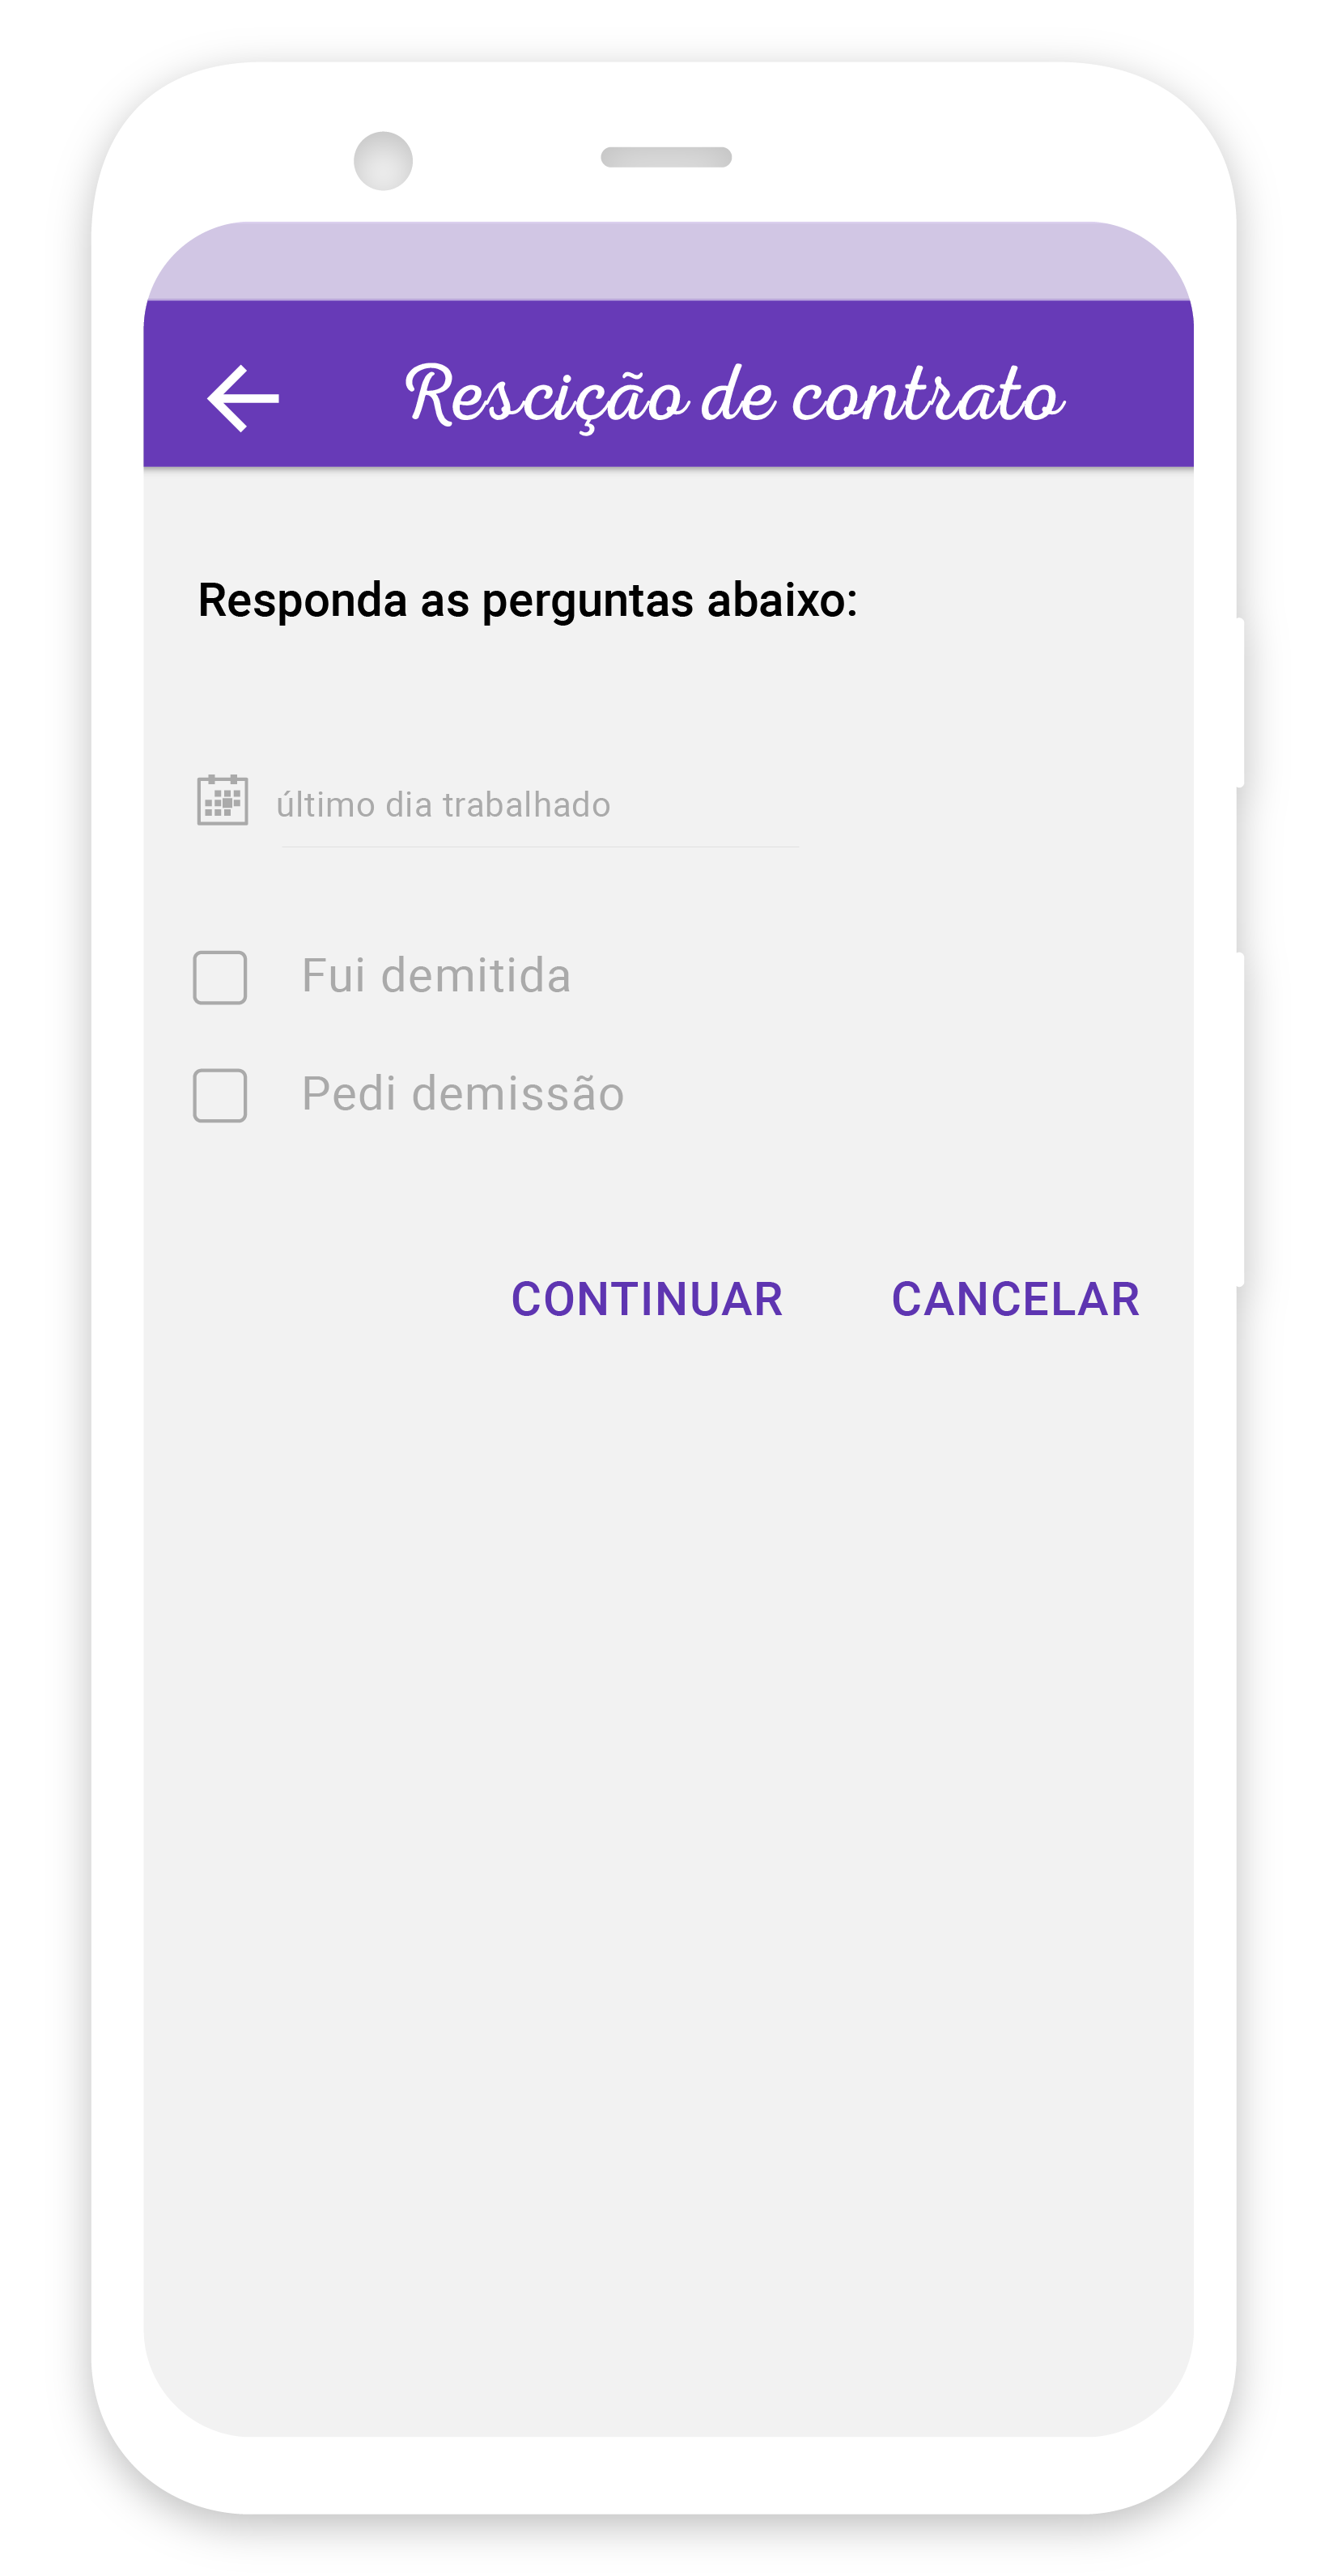 Rescição de contrato
Responda as perguntas abaixo:
último dia trabalhado
Fui demitida
Pedi demissão
CONTINUAR CANCELAR